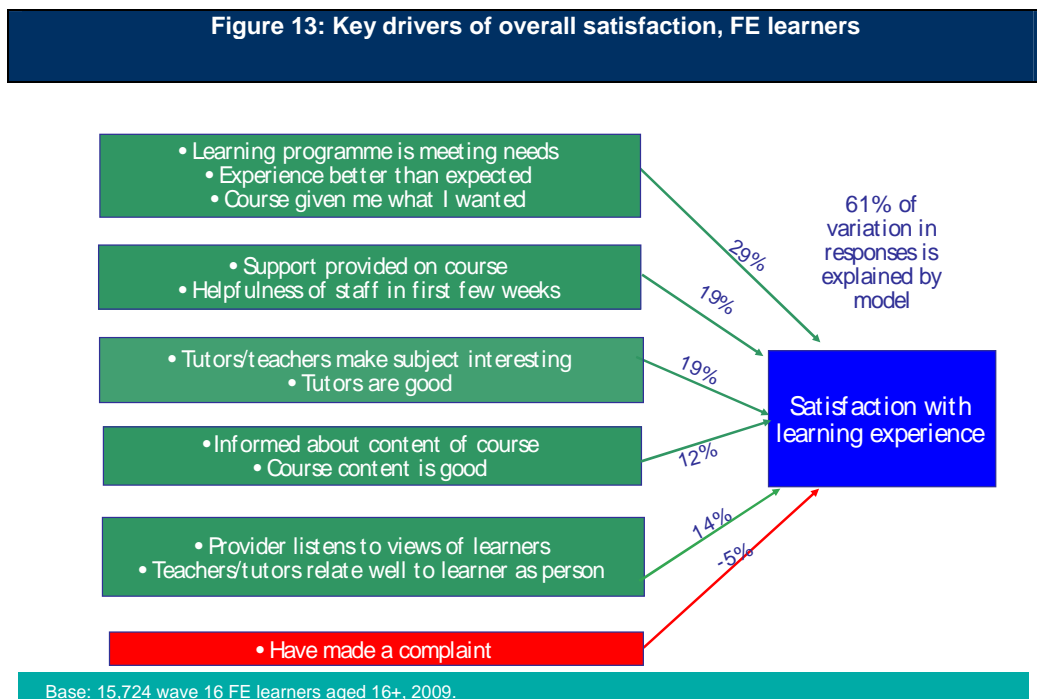 Figure 13: Key drivers of overall satisfaction, FE learners
• Learning programme is meeting needs
• Experience better than expected
• Course given me what I wanted
29%
61% of
variation in
responses is
explained by
model
• Support provided on course
• Helpfulness of staff in first few weeks
19%
• Tutors/teachers make subject interesting
• Tutors are good
19%
Satisfaction with
learning experience
• Informed about content of course
• Course content is good
12%
• Provider listens to views of learners
• Teachers/tutors relate well to learner as person
14%
-5%
• Have made a complaint
Base: 15,724 wave 16 FE learners aged 16+, 2009.